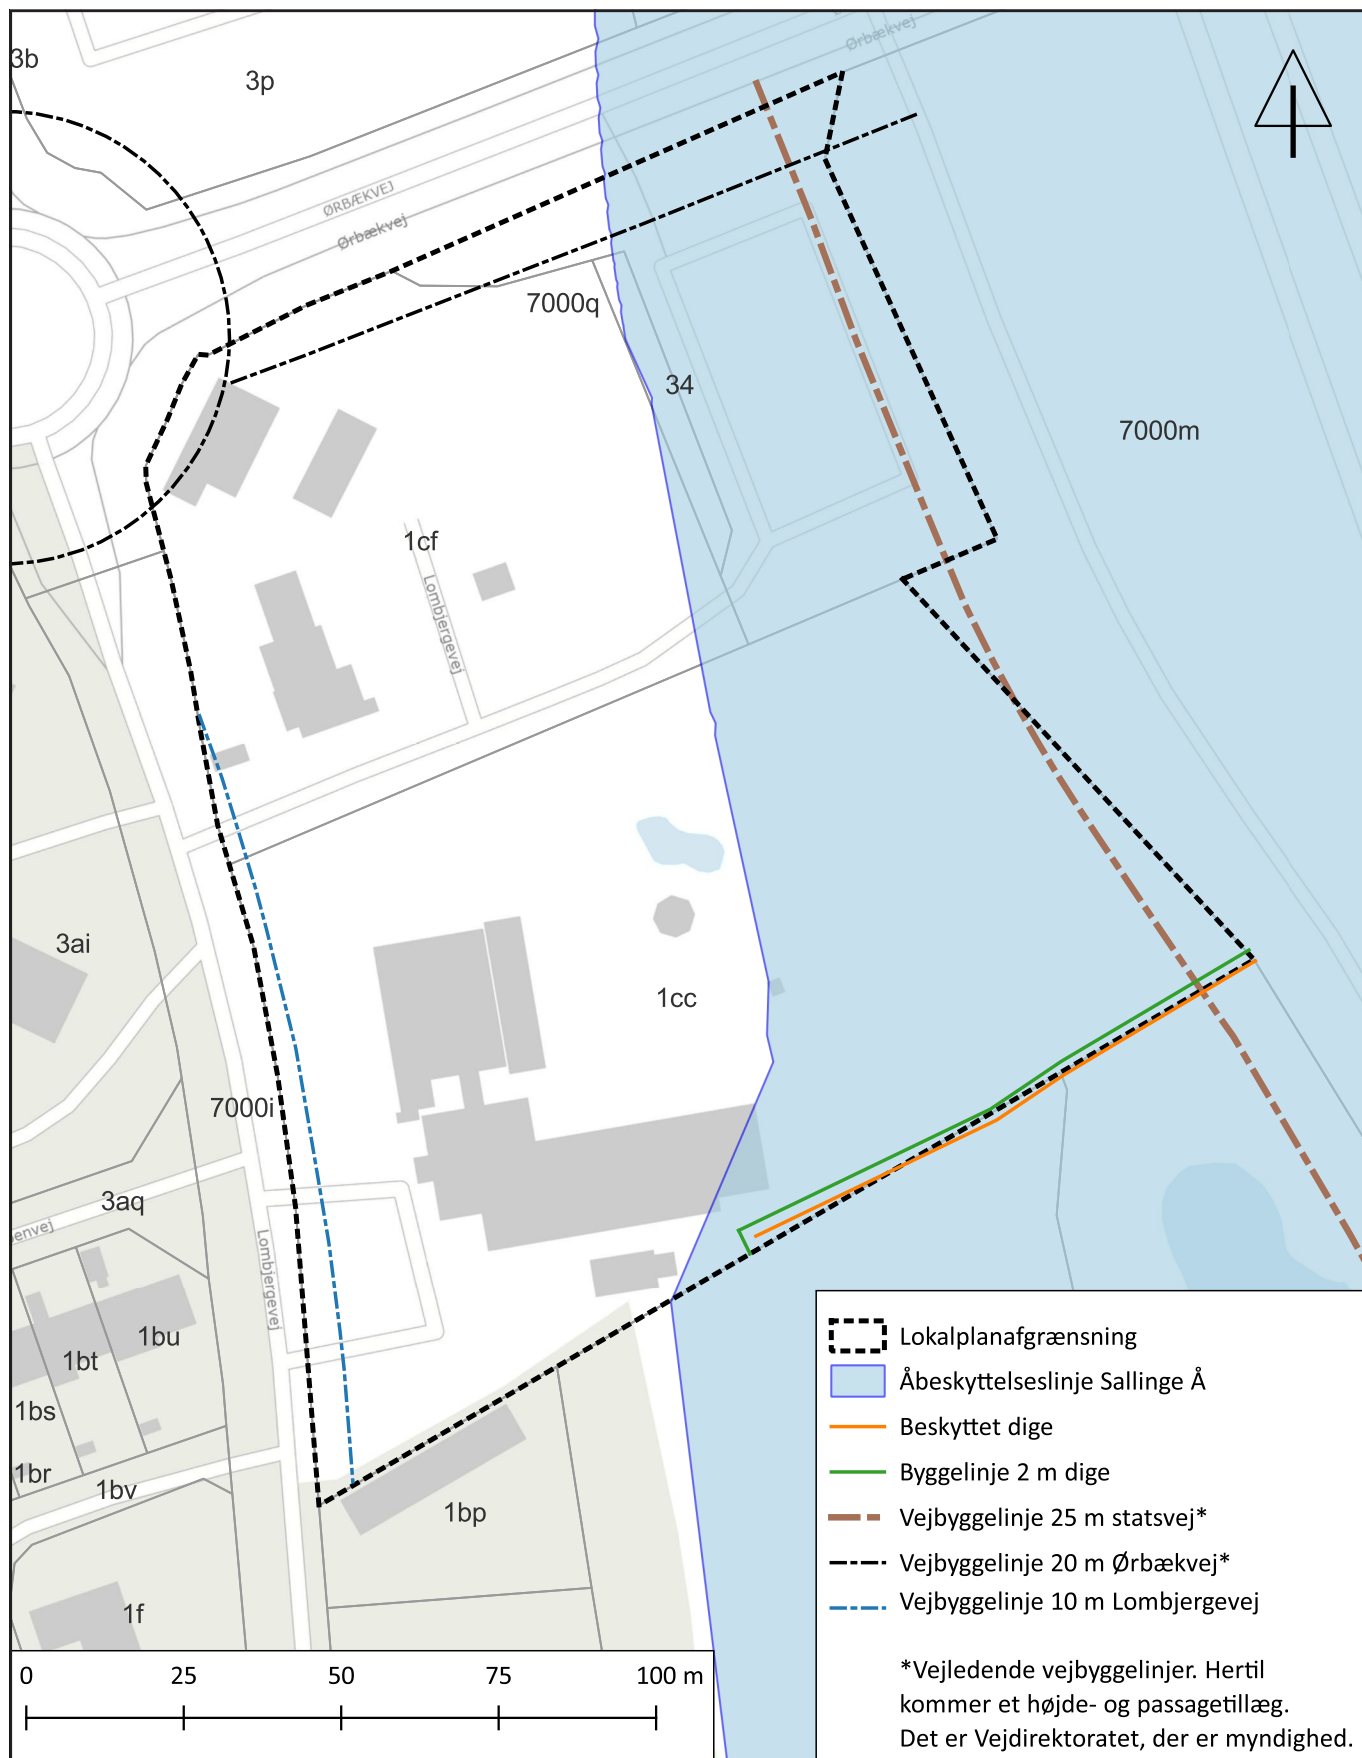 3b
3p
Ørbækvej
ØRBÆKVEJ
Ørbækvej
7000q
34
7000m
1cf
Lombjergevej
3ai
1cc
7000i
3aq
envej
Lombjergevej
1bu
1bt
1bs
1br
1bv
1bp
1f
Lokalplanafgrænsning
Åbeskyttelseslinje Sallinge Å
Beskyttet dige
Byggelinje 2 m dige
Vejbyggelinje 25 m statsvej*
Vejbyggelinje 20 m Ørbækvej*
Vejbyggelinje 10 m Lombjergevej
*Vejledende vejbyggelinjer. Hertil
kommer et højde- og passagetillæg.
Det er Vejdirektoratet, der er myndighed.
0 25 50 75 100 m